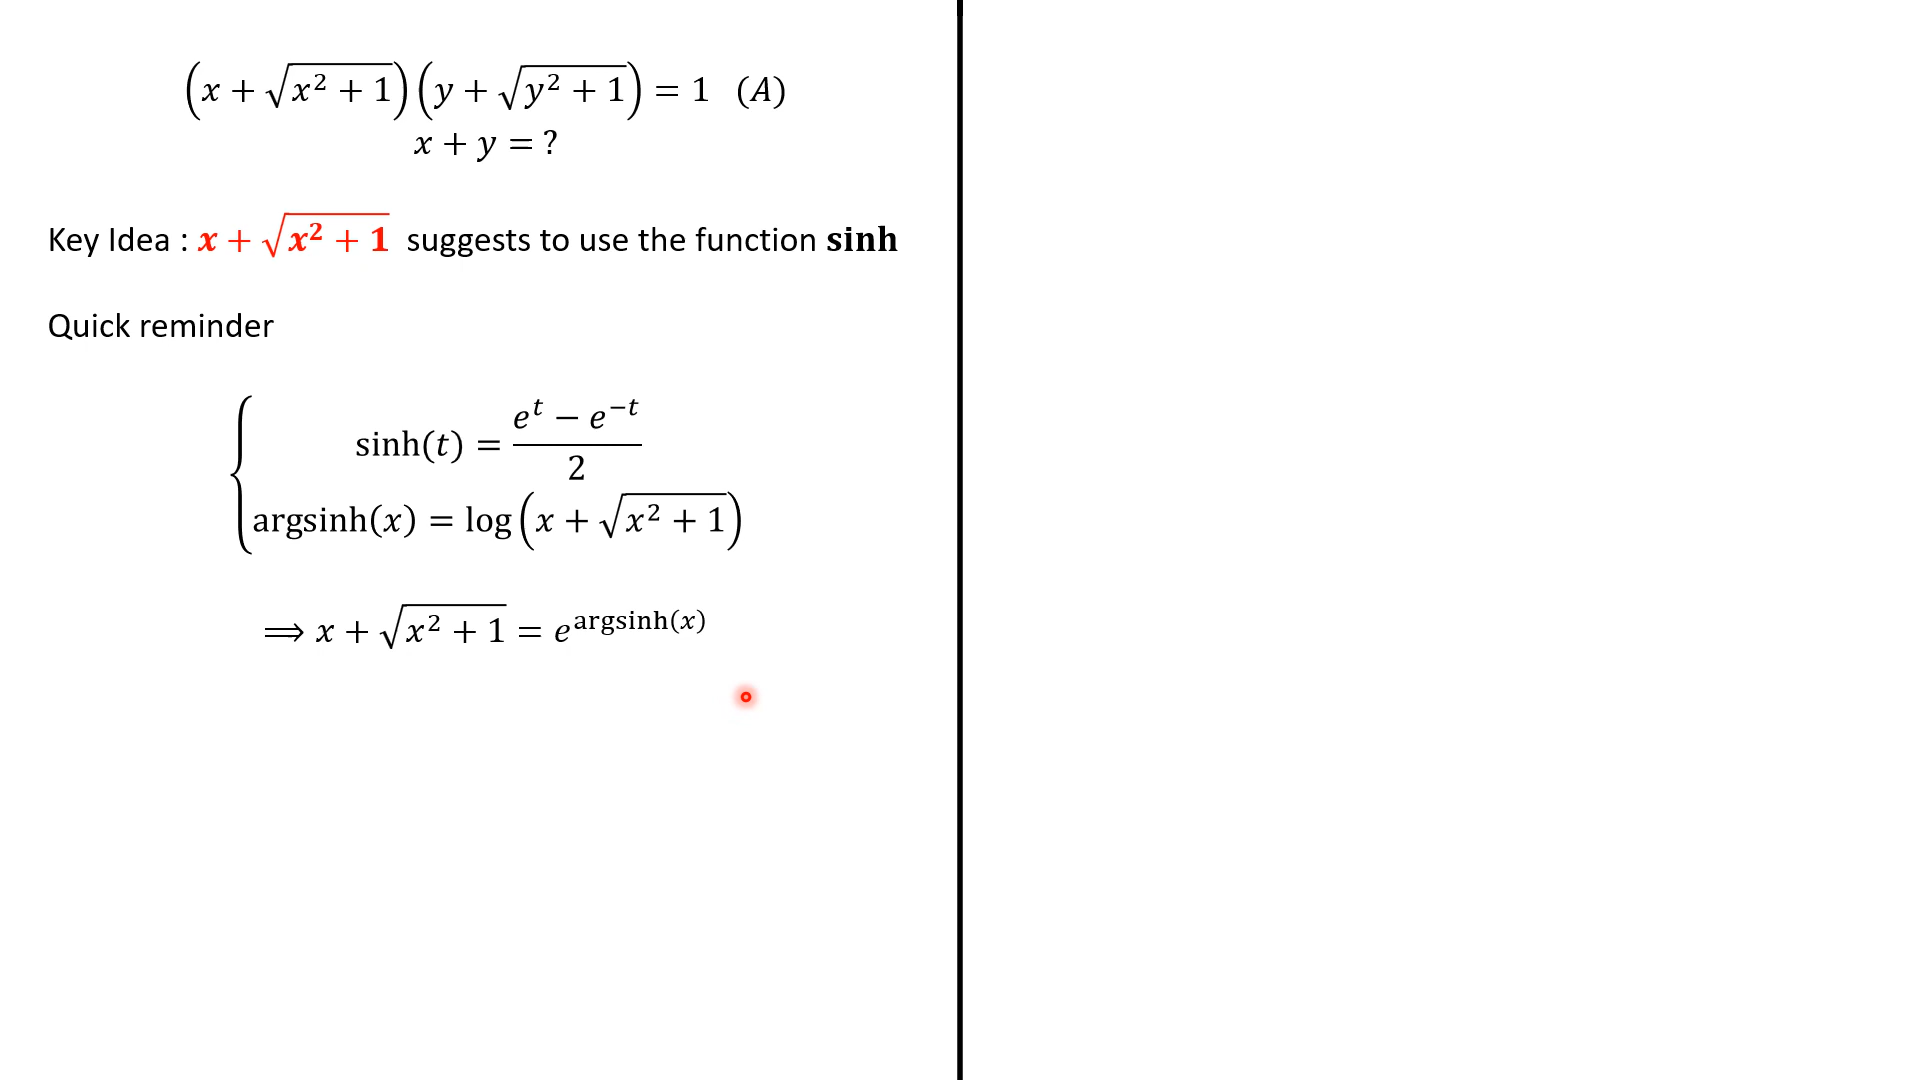 (x + √(x² + 1))(y + √(y² + 1)) = 1 (A)
x + y = ?
Key Idea : x + √(x² + 1) suggests to use the function sinh
Quick reminder
sinh(t) = (eᵗ − e⁻ᵗ)/2
argsinh(x) = log(x + √(x² + 1))
⟹ x + √(x² + 1) = e^argsinh(x)